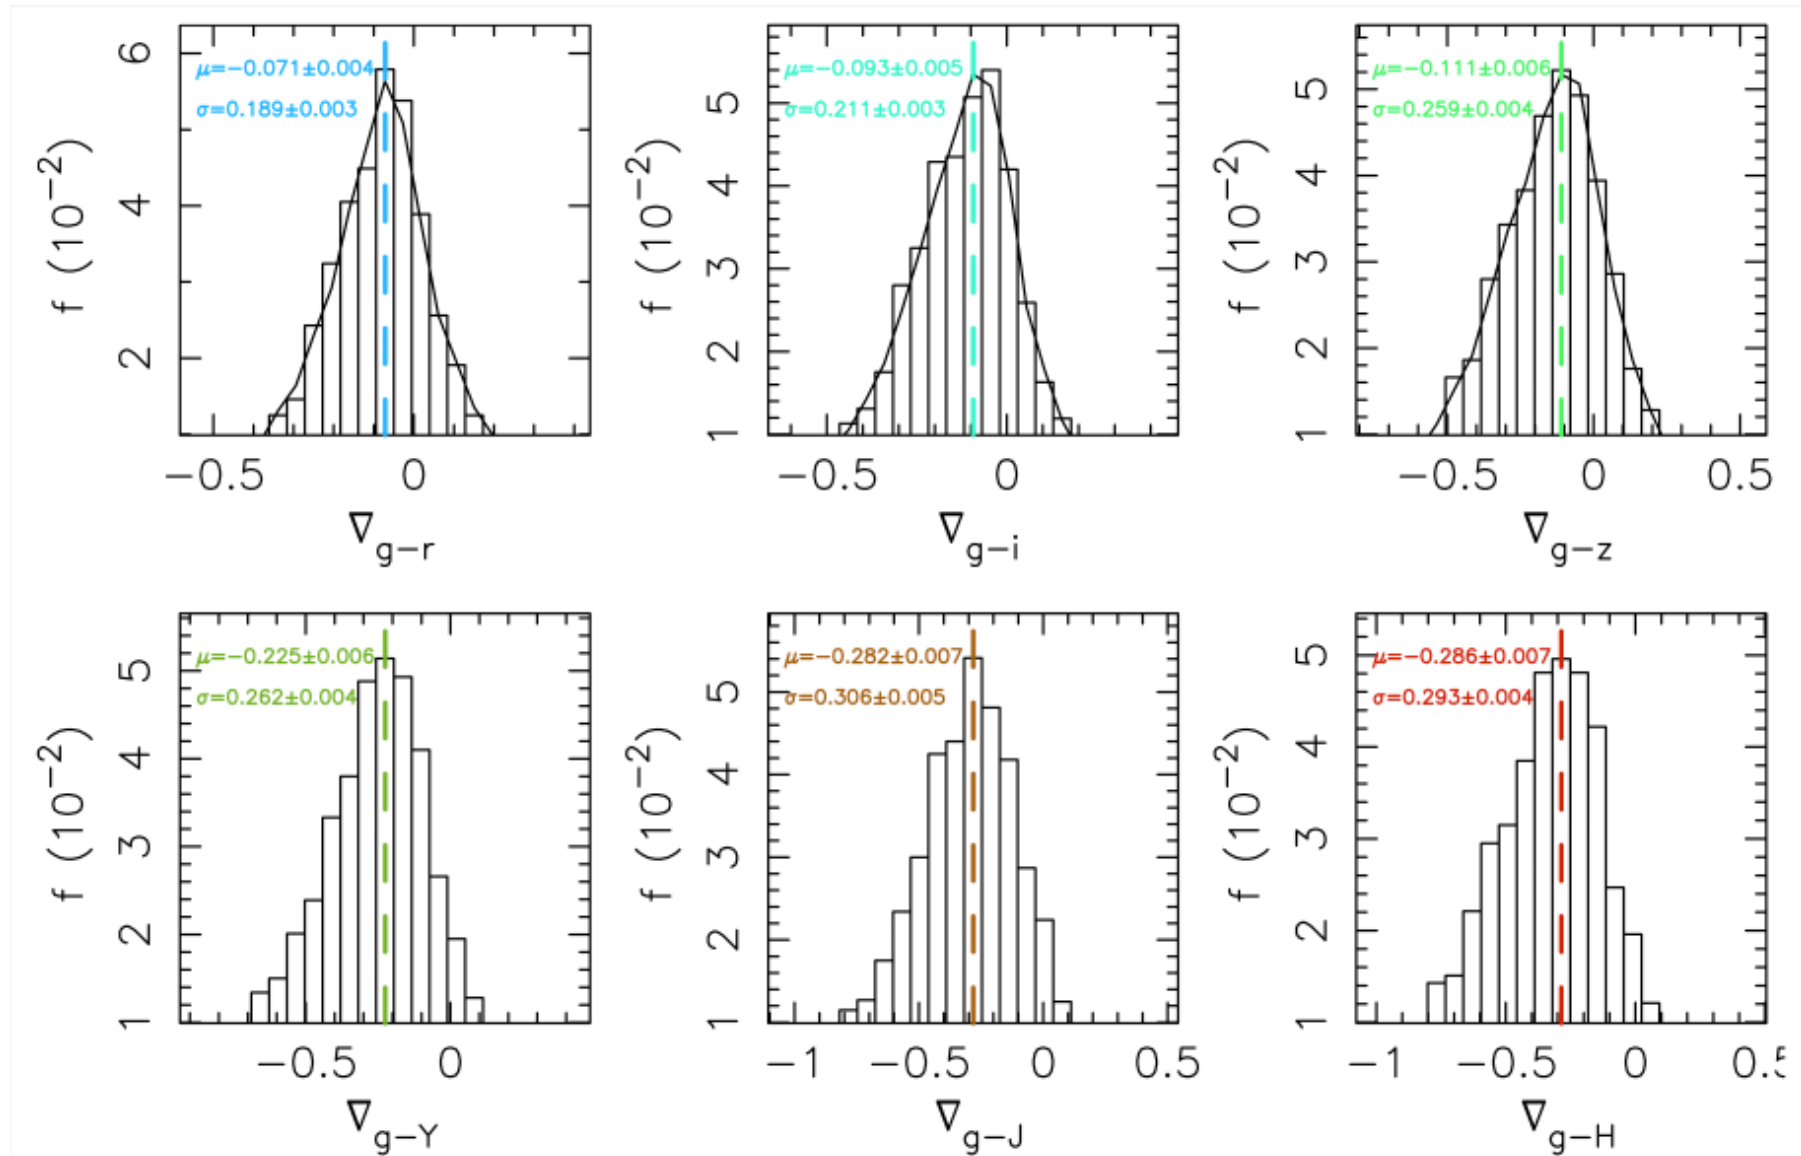 μ=−0.071±0.004
σ=0.189±0.003
f (10−2)
6
4
2
−0.5 0
∇g−r
μ=−0.093±0.005
σ=0.211±0.003
f (10−2)
5
4
3
2
1
−0.5 0
∇g−i
μ=−0.111±0.006
σ=0.259±0.004
f (10−2)
5
4
3
2
1
−0.5 0 0.5
∇g−z
μ=−0.225±0.006
σ=0.262±0.004
f (10−2)
5
4
3
2
1
−0.5 0
∇g−Y
μ=−0.282±0.007
σ=0.306±0.005
f (10−2)
5
4
3
2
1
−1 −0.5 0 0.5
∇g−J
μ=−0.286±0.007
σ=0.293±0.004
f (10−2)
5
4
3
2
1
−1 −0.5 0 0.5
∇g−H